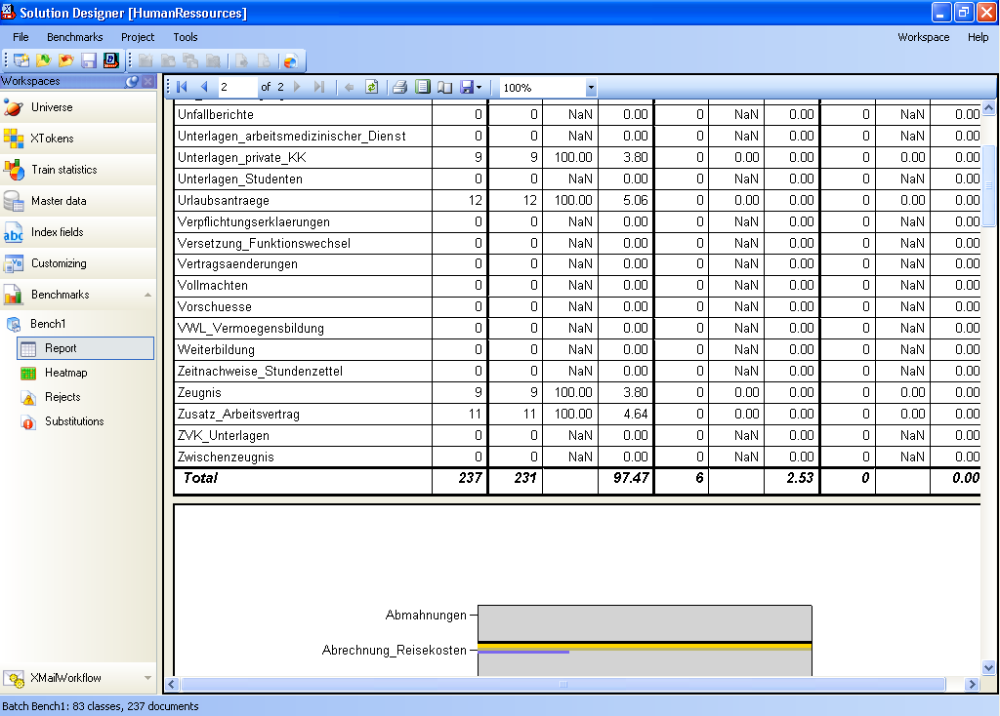 Solution Designer [HumanRessources]
File Benchmarks Project Tools Workspace Help
Workspaces
2 of 2 100%
Universe
XTokens
Train statistics
Master data
Index fields
Customizing
Benchmarks
Bench1
Report
Heatmap
Rejects
Substitutions
XMailWorkflow
Unfallberichte 0 0 NaN 0.00 0 NaN 0.00 0 NaN 0.00
Unterlagen_arbeitsmedizinischer_Dienst 0 0 NaN 0.00 0 NaN 0.00 0 NaN 0.00
Unterlagen_private_KK 9 9 100.00 3.80 0 0.00 0.00 0 0.00 0.00
Unterlagen_Studenten 0 0 NaN 0.00 0 NaN 0.00 0 NaN 0.00
Urlaubsantraege 12 12 100.00 5.06 0 0.00 0.00 0 0.00 0.00
Verpflichtungserklaerungen 0 0 NaN 0.00 0 NaN 0.00 0 NaN 0.00
Versetzung_Funktionswechsel 0 0 NaN 0.00 0 NaN 0.00 0 NaN 0.00
Vertragsaenderungen 0 0 NaN 0.00 0 NaN 0.00 0 NaN 0.00
Vollmachten 0 0 NaN 0.00 0 NaN 0.00 0 NaN 0.00
Vorschuesse 0 0 NaN 0.00 0 NaN 0.00 0 NaN 0.00
VWL_Vermoegensbildung 0 0 NaN 0.00 0 NaN 0.00 0 NaN 0.00
Weiterbildung 0 0 NaN 0.00 0 NaN 0.00 0 NaN 0.00
Zeitnachweise_Stundenzettel 0 0 NaN 0.00 0 NaN 0.00 0 NaN 0.00
Zeugnis 9 9 100.00 3.80 0 0.00 0.00 0 0.00 0.00
Zusatz_Arbeitsvertrag 11 11 100.00 4.64 0 0.00 0.00 0 0.00 0.00
ZVK_Unterlagen 0 0 NaN 0.00 0 NaN 0.00 0 NaN 0.00
Zwischenzeugnis 0 0 NaN 0.00 0 NaN 0.00 0 NaN 0.00
Total 237 231 97.47 6 2.53 0 0.00
Abmahnungen
Abrechnung_Reisekosten
Batch Bench1: 83 classes, 237 documents